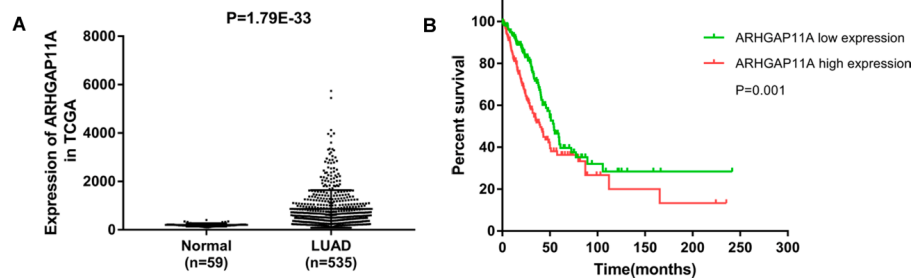 A
P=1.79E-33
Expression of ARHGAP11A
in TCGA
8000
6000
4000
2000
0
Normal
(n=59)
LUAD
(n=535)
B
Percent survival
100
80
60
40
20
0
0 50 100 150 200 250 300
Time(months)
ARHGAP11A low expression
ARHGAP11A high expression
P=0.001